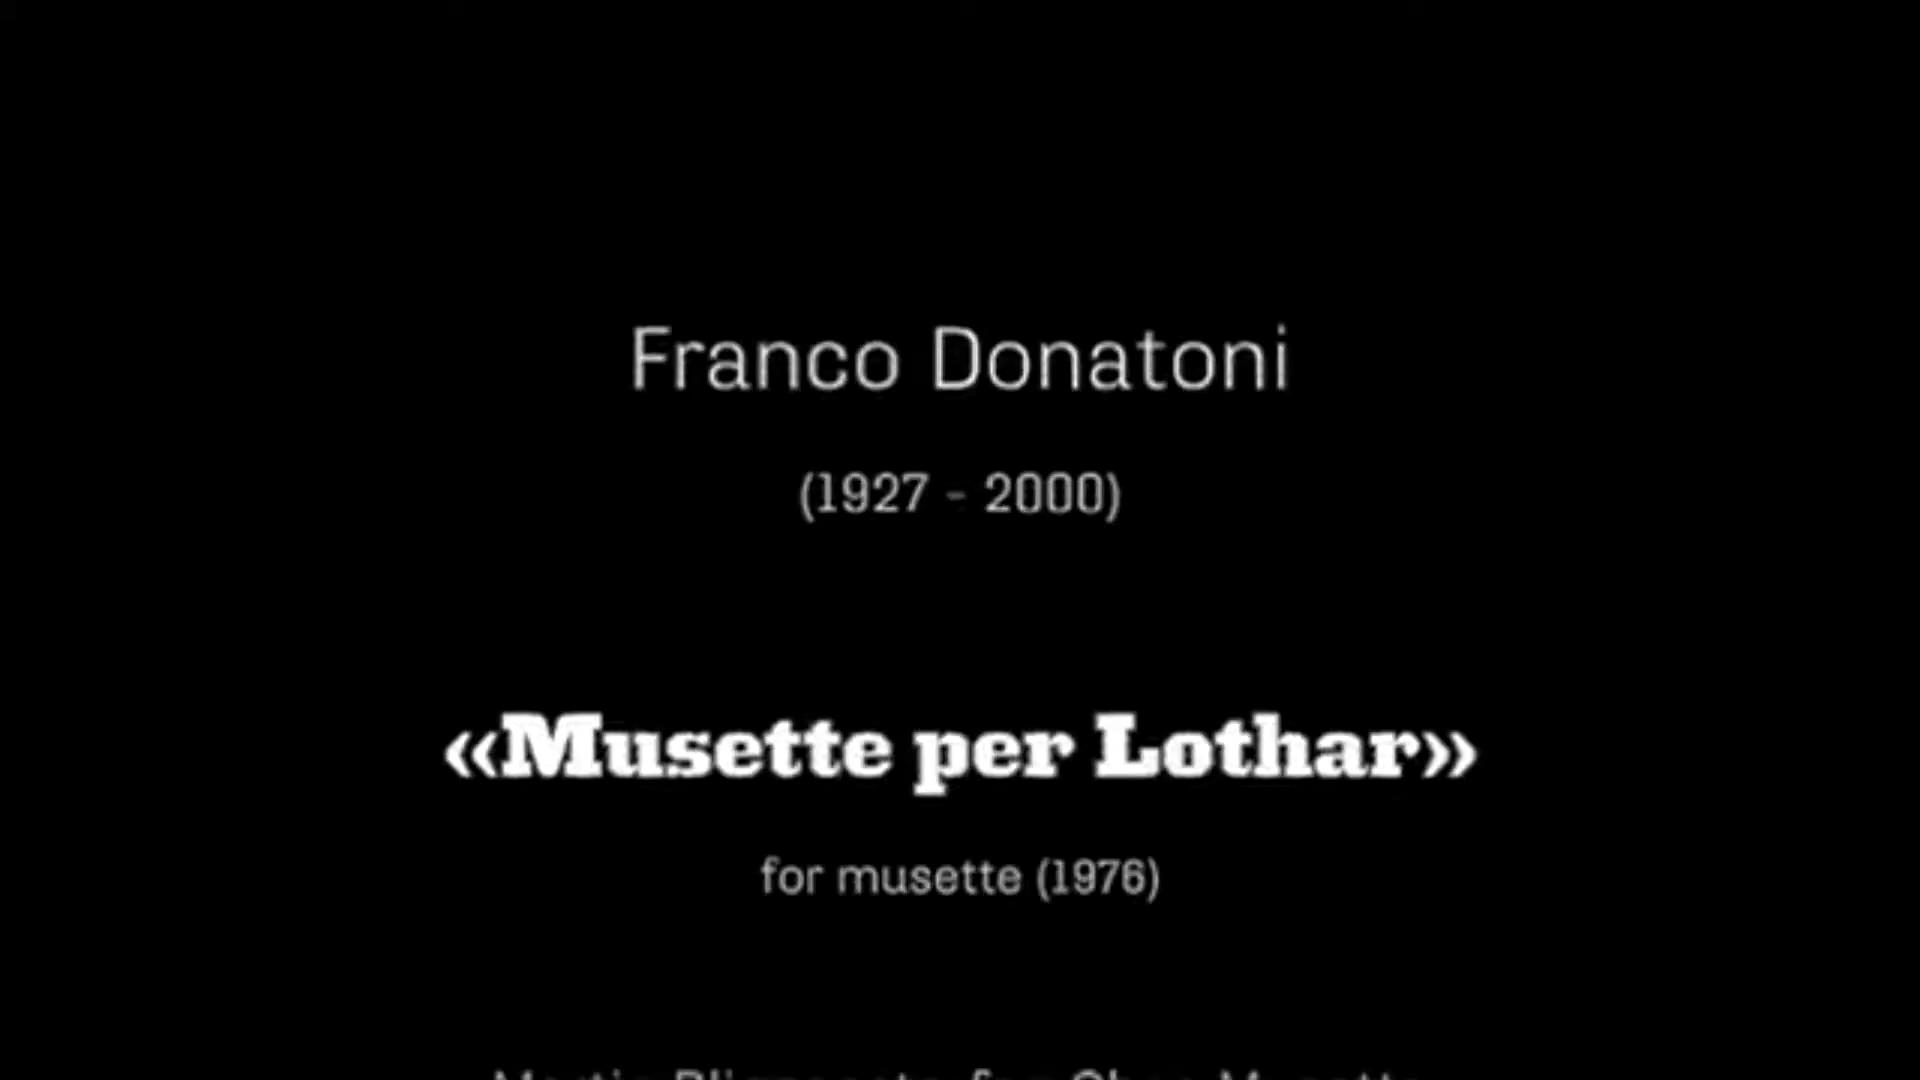 Franco Donatoni
(1927 - 2000)
«Musette per Lothar»
for musette (1976)